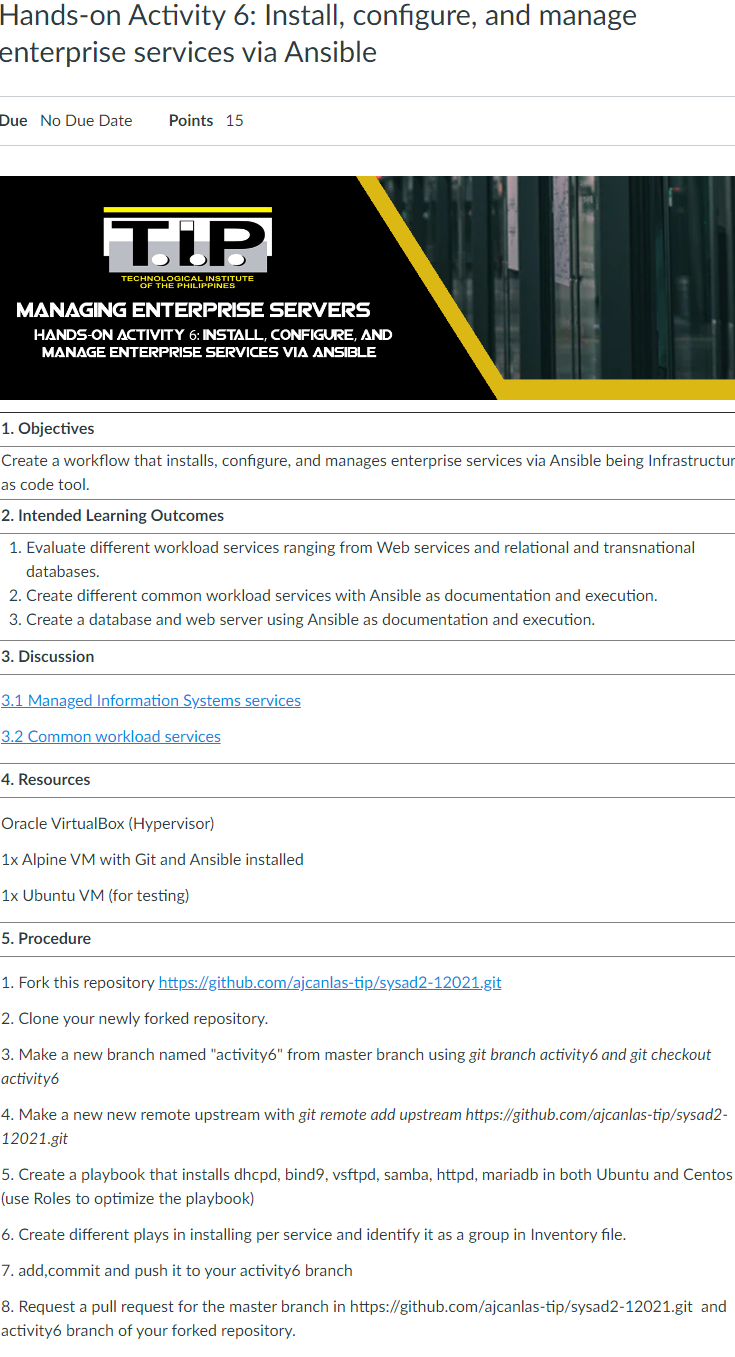 Hands-on Activity 6: Install, configure, and manage
enterprise services via Ansible
Due No Due Date Points 15
T.I.P
TECHNOLOGICAL INSTITUTE
OF THE PHILIPPINES
MANAGING ENTERPRISE SERVERS
HANDS-ON ACTIVITY 6: INSTALL, CONFIGURE, AND
MANAGE ENTERPRISE SERVICES VIA ANSIBLE
1. Objectives
Create a workflow that installs, configure, and manages enterprise services via Ansible being Infrastructur
as code tool.
2. Intended Learning Outcomes
1. Evaluate different workload services ranging from Web services and relational and transnational
databases.
2. Create different common workload services with Ansible as documentation and execution.
3. Create a database and web server using Ansible as documentation and execution.
3. Discussion
3.1 Managed Information Systems services
3.2 Common workload services
4. Resources
Oracle VirtualBox (Hypervisor)
1x Alpine VM with Git and Ansible installed
1x Ubuntu VM (for testing)
5. Procedure
1. Fork this repository https://github.com/ajcanlas-tip/sysad2-12021.git
2. Clone your newly forked repository.
3. Make a new branch named "activity6" from master branch using git branch activity6 and git checkout
activity6
4. Make a new new remote upstream with git remote add upstream https://github.com/ajcanlas-tip/sysad2-
12021.git
5. Create a playbook that installs dhcpd, bind9, vsftpd, samba, httpd, mariadb in both Ubuntu and Centos
(use Roles to optimize the playbook)
6. Create different plays in installing per service and identify it as a group in Inventory file.
7. add,commit and push it to your activity6 branch
8. Request a pull request for the master branch in https://github.com/ajcanlas-tip/sysad2-12021.git and
activity6 branch of your forked repository.